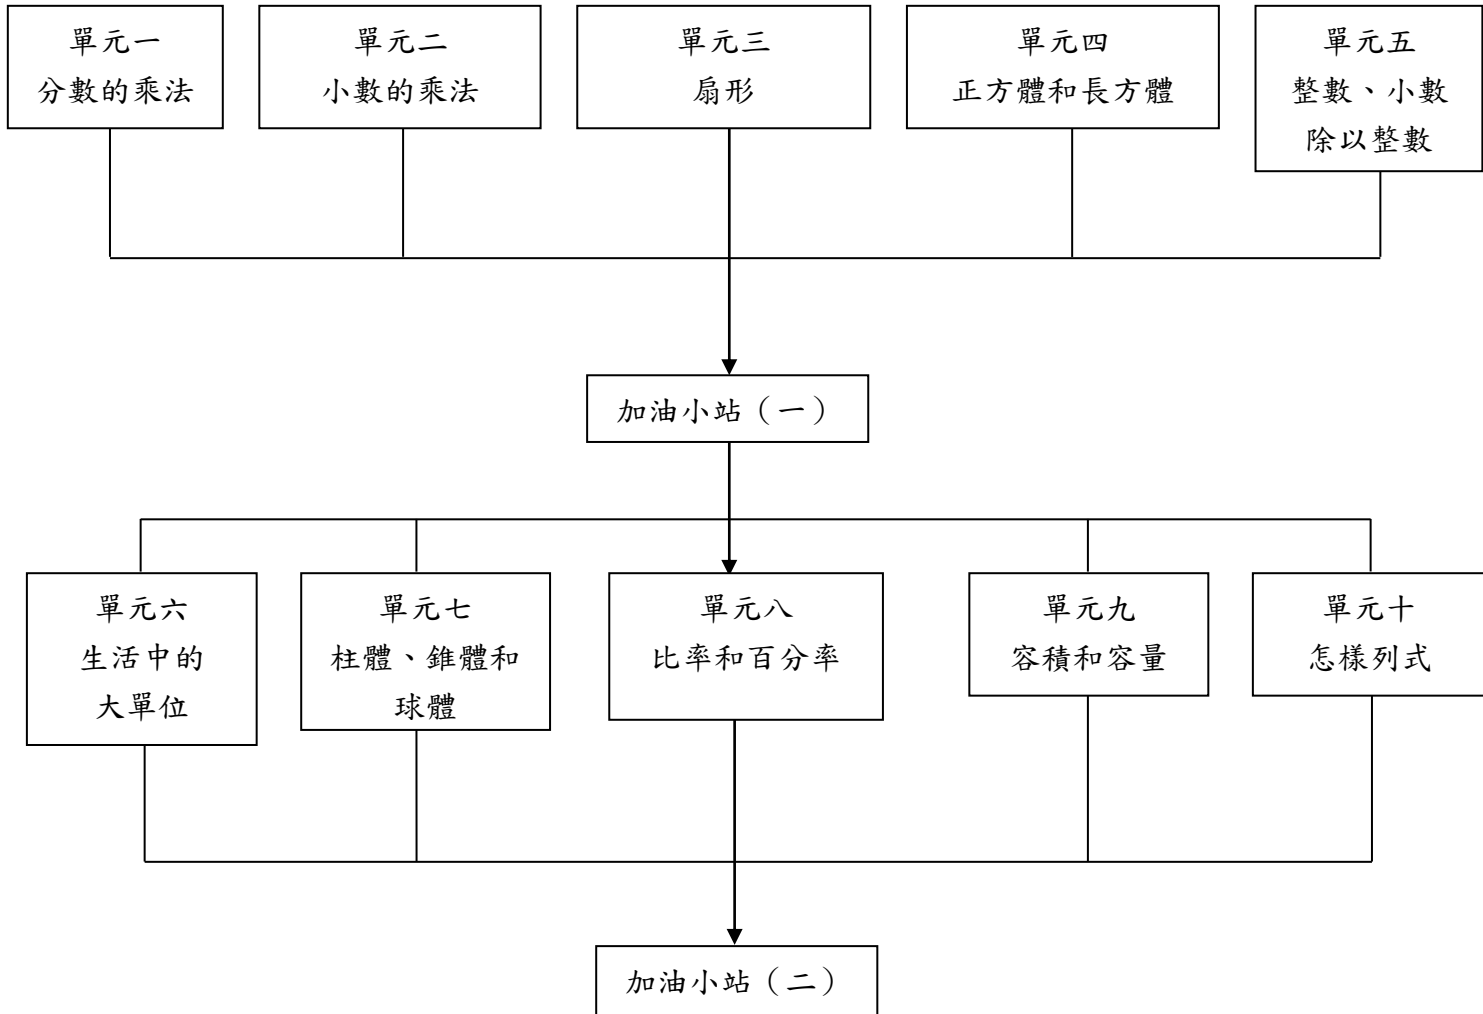 單元一
分數的乘法
單元二
小數的乘法
單元三
扇形
單元四
正方體和長方體
單元五
整數、小數
除以整數
加油小站（一）
單元六
生活中的
大單位
單元七
柱體、錐體和
球體
單元八
比率和百分率
單元九
容積和容量
單元十
怎樣列式
加油小站（二）